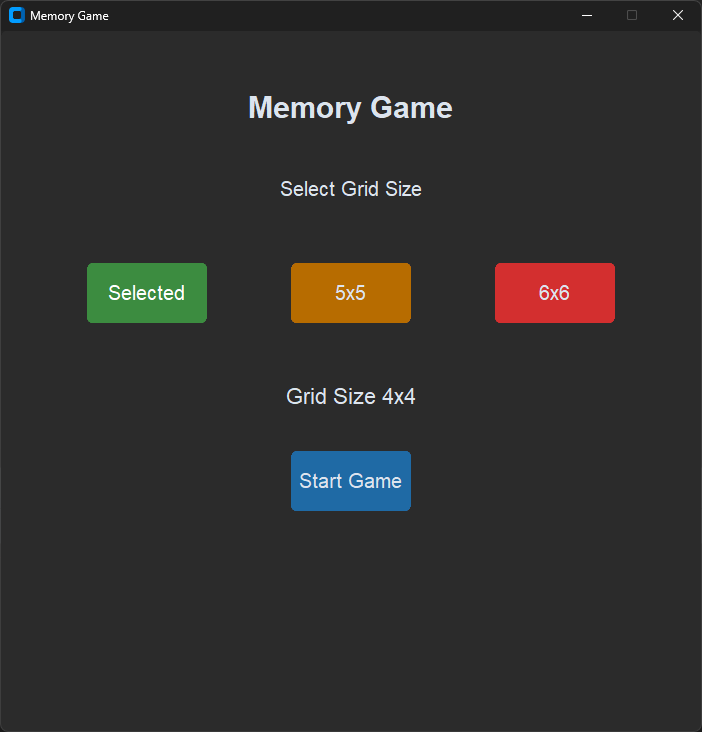 Memory Game
Memory Game
Select Grid Size
Selected
5x5
6x6
Grid Size 4x4
Start Game